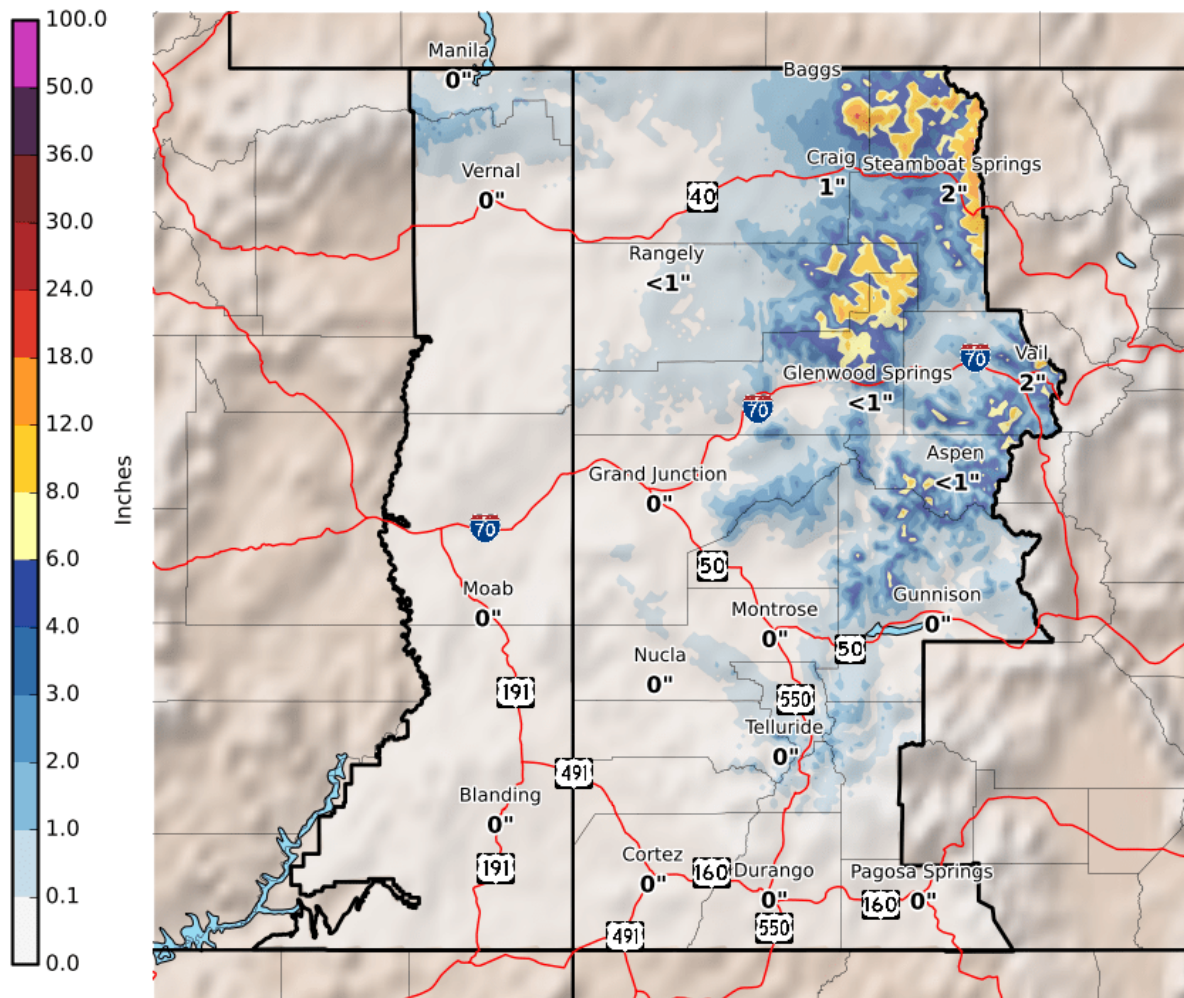 100.0
50.0
36.0
30.0
24.0
18.0
12.0
8.0
6.0
4.0
3.0
2.0
1.0
0.1
0.0
Inches
Manila
0"
Baggs
Vernal
0"
Craig
1"
Steamboat Springs
2"
40
Rangely
<1"
70
Vail
2"
Glenwood Springs
<1"
70
Aspen
<1"
Grand Junction
0"
70
50
Moab
0"
Montrose
0"
Gunnison
0"
50
Nucla
0"
191
550
Telluride
0"
491
Blanding
0"
191
Cortez
0"
160
Durango
0"
Pagosa Springs
0"
160
491
550